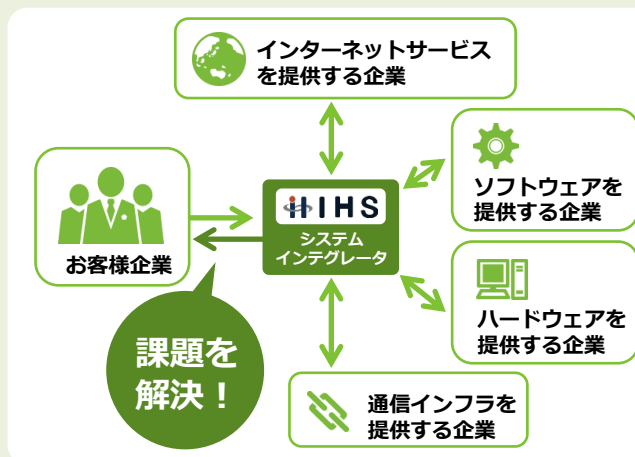 インターネットサービス
を提供する企業
ソフトウェアを
提供する企業
IHS
システム
インテグレータ
お客様企業
ハードウェアを
提供する企業
課題を
解決！
通信インフラを
提供する企業